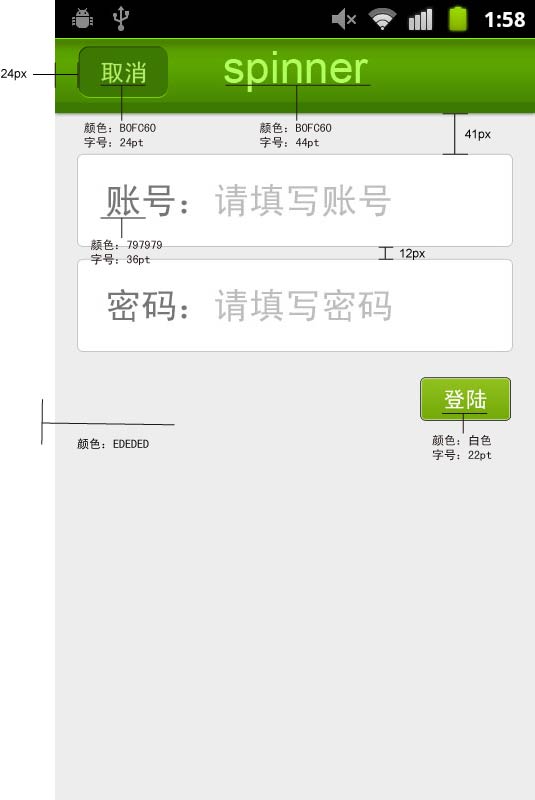 1:58
24px
取消
spinner
颜色：B0FC60
字号：24pt
颜色：B0FC60
字号：44pt
41px
账号：请填写账号
颜色：797979
字号：36pt
12px
密码：请填写密码
登陆
颜色：白色
字号：22pt
颜色：EDEDED